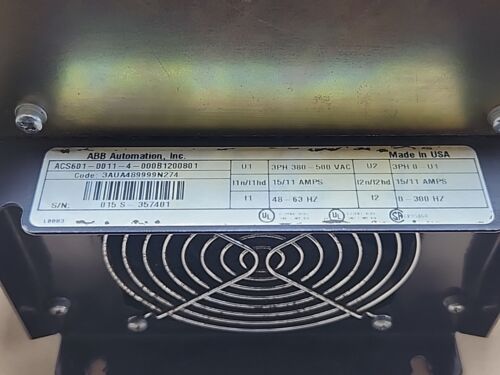 ABB Automation, Inc. Made in USA
ACS601-0011-4-000B1200801 U1 3PH 380-500 VAC U2 3PH 0-U1
Code: 3AUA489999N274 I1n/I1hd 15/11 AMPS I2n/I2hd 15/11 AMPS
S/N: 015 S-357401 f1 48-63 HZ f2 0-300 HZ
UL UL